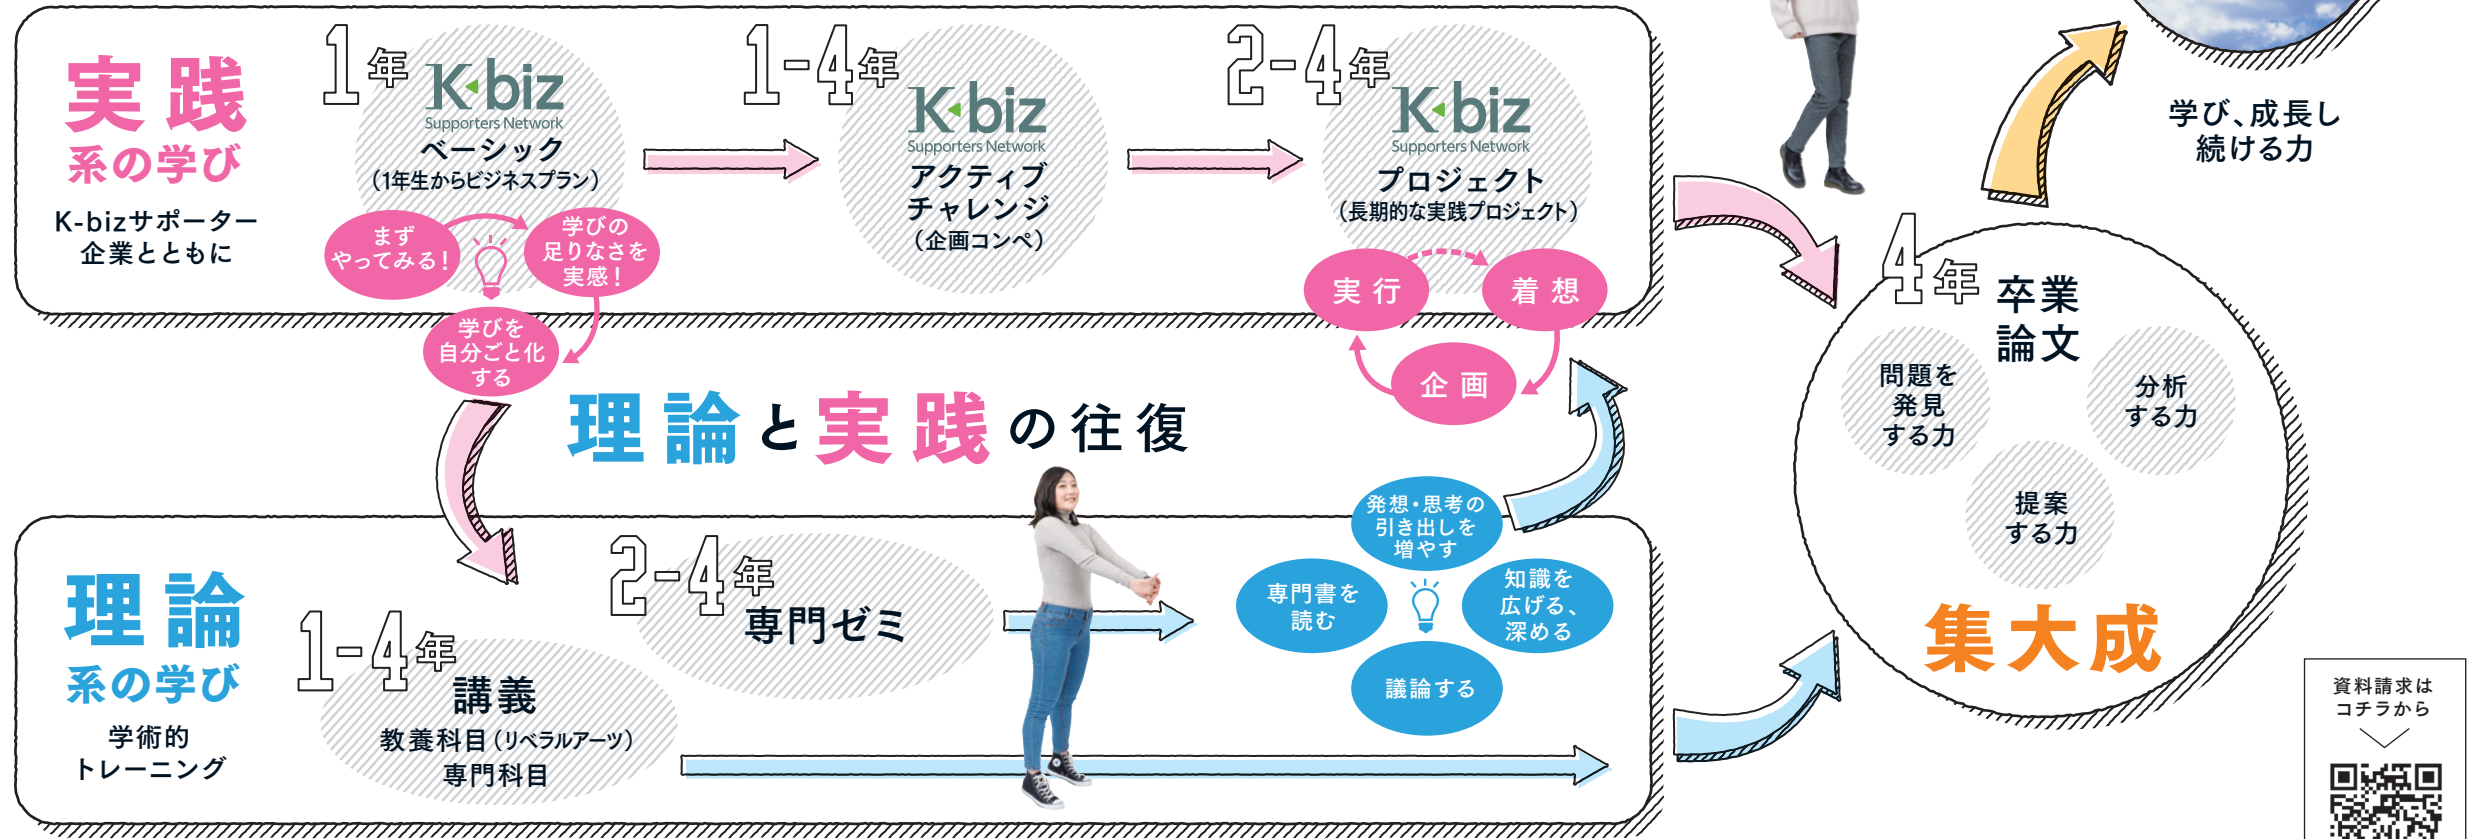 実践
系の学び
K-bizサポーター
企業とともに
1年
K biz
Supporters Network
ベーシック
(1年生からビジネスプラン)
まず
やってみる!
学びの
足りなさを
実感!
学びを
自分ごと化
する
1-4年
K biz
Supporters Network
アクティブ
チャレンジ
(企画コンペ)
2-4年
K biz
Supporters Network
プロジェクト
(長期的な実践プロジェクト)
実行
着想
企画
理論と実践の往復
理論
系の学び
学術的
トレーニング
1-4年
講義
教養科目(リベラルアーツ)
専門科目
2-4年
専門ゼミ
発想・思考の
引き出しを
増やす
専門書を
読む
知識を
広げる、
深める
議論する
4年
卒業
論文
問題を
発見
する力
分析
する力
提案
する力
集大成
学び、成長し
続ける力
資料請求は
コチラから